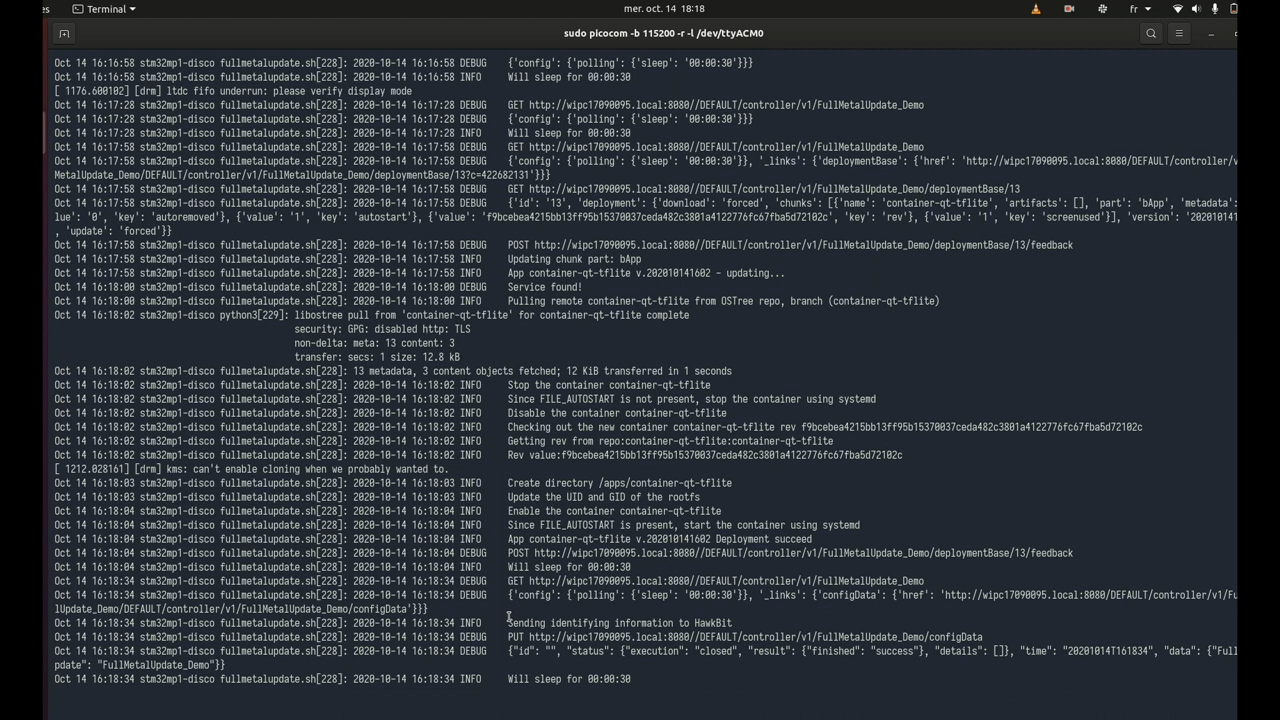 es Terminal mer. oct. 14 18:18 fr
sudo picocom -b 115200 -r -l /dev/ttyACM0
Oct 14 16:16:58 stm32mp1-disco fullmetalupdate.sh[228]: 2020-10-14 16:16:58 DEBUG {'config': {'polling': {'sleep': '00:00:30'}}}
Oct 14 16:16:58 stm32mp1-disco fullmetalupdate.sh[228]: 2020-10-14 16:16:58 INFO Will sleep for 00:00:30
[ 1176.600102] [drm] ltdc fifo underrun: please verify display mode
Oct 14 16:17:28 stm32mp1-disco fullmetalupdate.sh[228]: 2020-10-14 16:17:28 DEBUG GET http://wipc17090095.local:8080//DEFAULT/controller/v1/FullMetalUpdate_Demo
Oct 14 16:17:28 stm32mp1-disco fullmetalupdate.sh[228]: 2020-10-14 16:17:28 DEBUG {'config': {'polling': {'sleep': '00:00:30'}}}
Oct 14 16:17:28 stm32mp1-disco fullmetalupdate.sh[228]: 2020-10-14 16:17:28 INFO Will sleep for 00:00:30
Oct 14 16:17:58 stm32mp1-disco fullmetalupdate.sh[228]: 2020-10-14 16:17:58 DEBUG GET http://wipc17090095.local:8080//DEFAULT/controller/v1/FullMetalUpdate_Demo
Oct 14 16:17:58 stm32mp1-disco fullmetalupdate.sh[228]: 2020-10-14 16:17:58 DEBUG {'config': {'polling': {'sleep': '00:00:30'}}, '_links': {'deploymentBase': {'href': 'http://wipc17090095.local:8080/DEFAULT/controller/v
MetalUpdate_Demo/DEFAULT/controller/v1/FullMetalUpdate_Demo/deploymentBase/13?c=422682131'}}}
Oct 14 16:17:58 stm32mp1-disco fullmetalupdate.sh[228]: 2020-10-14 16:17:58 DEBUG GET http://wipc17090095.local:8080//DEFAULT/controller/v1/FullMetalUpdate_Demo/deploymentBase/13
Oct 14 16:17:58 stm32mp1-disco fullmetalupdate.sh[228]: 2020-10-14 16:17:58 DEBUG {'id': '13', 'deployment': {'download': 'forced', 'chunks': [{'name': 'container-qt-tflite', 'artifacts': [], 'part': 'bApp', 'metadata':
lue': '0', 'key': 'autoremoved'}, {'value': '1', 'key': 'autostart'}, {'value': 'f9bcebea4215bb13ff95b15370037ceda482c3801a4122776fc67fba5d72102c', 'key': 'rev'}, {'value': '1', 'key': 'screenused'}], 'version': '202010141
, 'update': 'forced'}}
Oct 14 16:17:58 stm32mp1-disco fullmetalupdate.sh[228]: 2020-10-14 16:17:58 DEBUG POST http://wipc17090095.local:8080//DEFAULT/controller/v1/FullMetalUpdate_Demo/deploymentBase/13/feedback
Oct 14 16:17:58 stm32mp1-disco fullmetalupdate.sh[228]: 2020-10-14 16:17:58 INFO Updating chunk part: bApp
Oct 14 16:17:58 stm32mp1-disco fullmetalupdate.sh[228]: 2020-10-14 16:17:58 INFO App container-qt-tflite v.202010141602 - updating...
Oct 14 16:18:00 stm32mp1-disco fullmetalupdate.sh[228]: 2020-10-14 16:18:00 DEBUG Service found!
Oct 14 16:18:00 stm32mp1-disco fullmetalupdate.sh[228]: 2020-10-14 16:18:00 INFO Pulling remote container-qt-tflite from OSTree repo, branch (container-qt-tflite)
Oct 14 16:18:02 stm32mp1-disco python3[229]: libostree pull from 'container-qt-tflite' for container-qt-tflite complete
security: GPG: disabled http: TLS
non-delta: meta: 13 content: 3
transfer: secs: 1 size: 12.8 kB
Oct 14 16:18:02 stm32mp1-disco fullmetalupdate.sh[228]: 13 metadata, 3 content objects fetched; 12 KiB transferred in 1 seconds
Oct 14 16:18:02 stm32mp1-disco fullmetalupdate.sh[228]: 2020-10-14 16:18:02 INFO Stop the container container-qt-tflite
Oct 14 16:18:02 stm32mp1-disco fullmetalupdate.sh[228]: 2020-10-14 16:18:02 INFO Since FILE_AUTOSTART is not present, stop the container using systemd
Oct 14 16:18:02 stm32mp1-disco fullmetalupdate.sh[228]: 2020-10-14 16:18:02 INFO Disable the container container-qt-tflite
Oct 14 16:18:02 stm32mp1-disco fullmetalupdate.sh[228]: 2020-10-14 16:18:02 INFO Checking out the new container container-qt-tflite rev f9bcebea4215bb13ff95b15370037ceda482c3801a4122776fc67fba5d72102c
Oct 14 16:18:02 stm32mp1-disco fullmetalupdate.sh[228]: 2020-10-14 16:18:02 INFO Getting rev from repo:container-qt-tflite:container-qt-tflite
Oct 14 16:18:02 stm32mp1-disco fullmetalupdate.sh[228]: 2020-10-14 16:18:02 INFO Rev value:f9bcebea4215bb13ff95b15370037ceda482c3801a4122776fc67fba5d72102c
[ 1212.028161] [drm] kms: can't enable cloning when we probably wanted to.
Oct 14 16:18:03 stm32mp1-disco fullmetalupdate.sh[228]: 2020-10-14 16:18:03 INFO Create directory /apps/container-qt-tflite
Oct 14 16:18:03 stm32mp1-disco fullmetalupdate.sh[228]: 2020-10-14 16:18:03 INFO Update the UID and GID of the rootfs
Oct 14 16:18:04 stm32mp1-disco fullmetalupdate.sh[228]: 2020-10-14 16:18:04 INFO Enable the container container-qt-tflite
Oct 14 16:18:04 stm32mp1-disco fullmetalupdate.sh[228]: 2020-10-14 16:18:04 INFO Since FILE_AUTOSTART is present, start the container using systemd
Oct 14 16:18:04 stm32mp1-disco fullmetalupdate.sh[228]: 2020-10-14 16:18:04 INFO App container-qt-tflite v.202010141602 Deployment succeed
Oct 14 16:18:04 stm32mp1-disco fullmetalupdate.sh[228]: 2020-10-14 16:18:04 DEBUG POST http://wipc17090095.local:8080//DEFAULT/controller/v1/FullMetalUpdate_Demo/deploymentBase/13/feedback
Oct 14 16:18:04 stm32mp1-disco fullmetalupdate.sh[228]: 2020-10-14 16:18:04 INFO Will sleep for 00:00:30
Oct 14 16:18:34 stm32mp1-disco fullmetalupdate.sh[228]: 2020-10-14 16:18:34 DEBUG GET http://wipc17090095.local:8080//DEFAULT/controller/v1/FullMetalUpdate_Demo
Oct 14 16:18:34 stm32mp1-disco fullmetalupdate.sh[228]: 2020-10-14 16:18:34 DEBUG {'config': {'polling': {'sleep': '00:00:30'}}, '_links': {'configData': {'href': 'http://wipc17090095.local:8080/DEFAULT/controller/v1/Fu
lUpdate_Demo/DEFAULT/controller/v1/FullMetalUpdate_Demo/configData'}}}
Oct 14 16:18:34 stm32mp1-disco fullmetalupdate.sh[228]: 2020-10-14 16:18:34 INFO Sending identifying information to HawkBit
Oct 14 16:18:34 stm32mp1-disco fullmetalupdate.sh[228]: 2020-10-14 16:18:34 DEBUG PUT http://wipc17090095.local:8080//DEFAULT/controller/v1/FullMetalUpdate_Demo/configData
Oct 14 16:18:34 stm32mp1-disco fullmetalupdate.sh[228]: 2020-10-14 16:18:34 DEBUG {"id": "", "status": {"execution": "closed", "result": {"finished": "success"}, "details": []}, "time": "20201014T161834", "data": {"Full
pdate": "FullMetalUpdate_Demo"}}
Oct 14 16:18:34 stm32mp1-disco fullmetalupdate.sh[228]: 2020-10-14 16:18:34 INFO Will sleep for 00:00:30